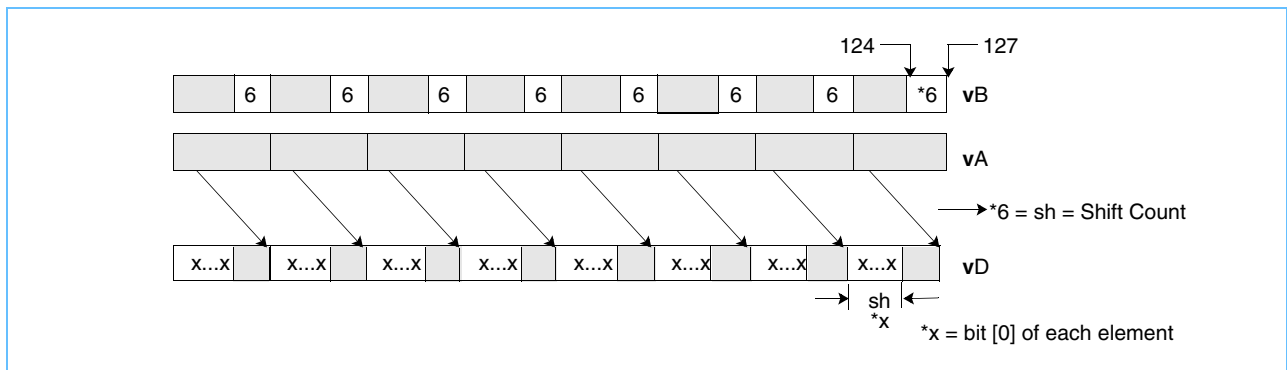 124 127
6 6 6 6 6 6 6 *6 vB
vA
*6 = sh = Shift Count
x...x x...x x...x x...x x...x x...x x...x x...x vD
sh
*x
*x = bit [0] of each element